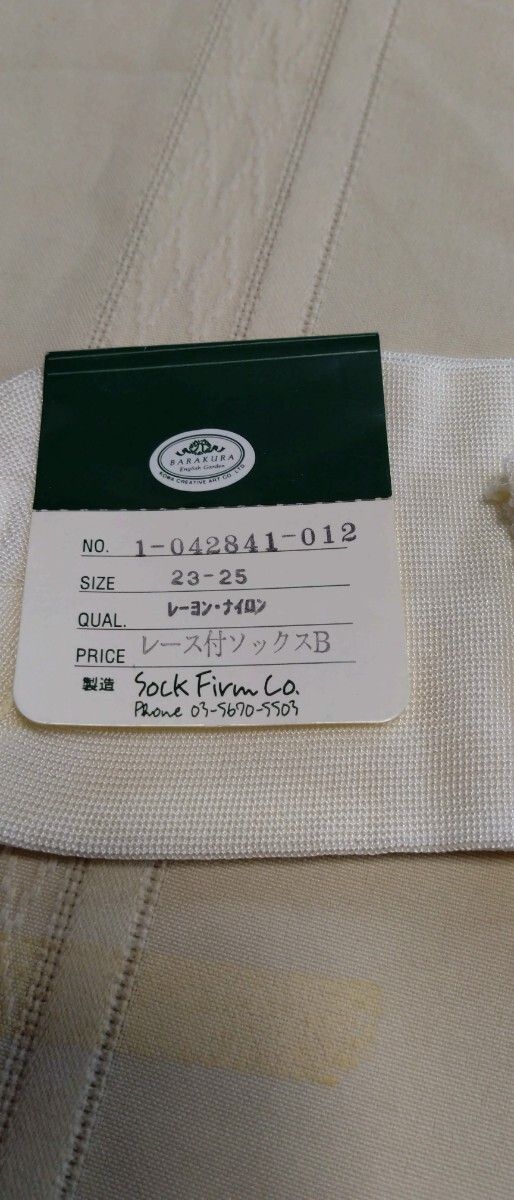 BARAKURA
English Garden
KOWA CREATIVE ART CO., LTD.
NO. 1-042841-012
SIZE 23-25
QUAL. レーヨン・ナイロン
PRICE レース付ソックスB
製造 Sock Firm Co.
Phone 03-5670-5503